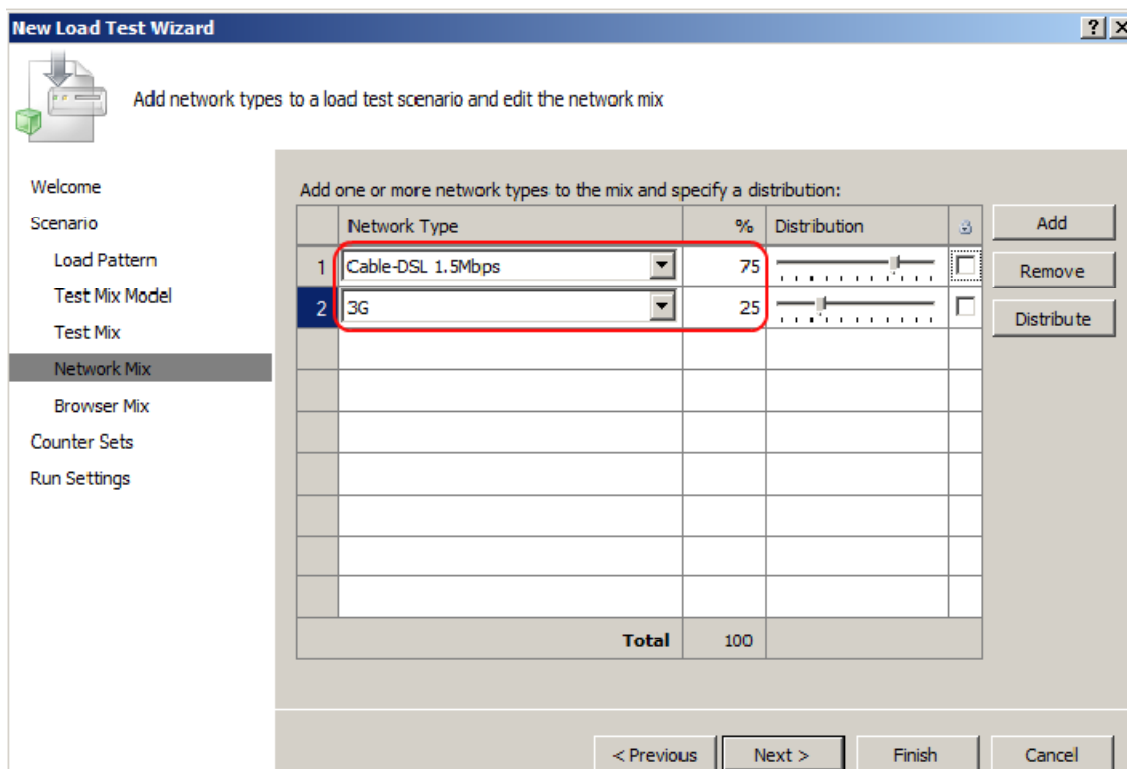 New Load Test Wizard
? X
Add network types to a load test scenario and edit the network mix
Welcome
Scenario
Load Pattern
Test Mix Model
Test Mix
Network Mix
Browser Mix
Counter Sets
Run Settings
Add one or more network types to the mix and specify a distribution:
Network Type % Distribution
1 Cable-DSL 1.5Mbps 75
2 3G 25
Total 100
Add
Remove
Distribute
< Previous Next > Finish Cancel